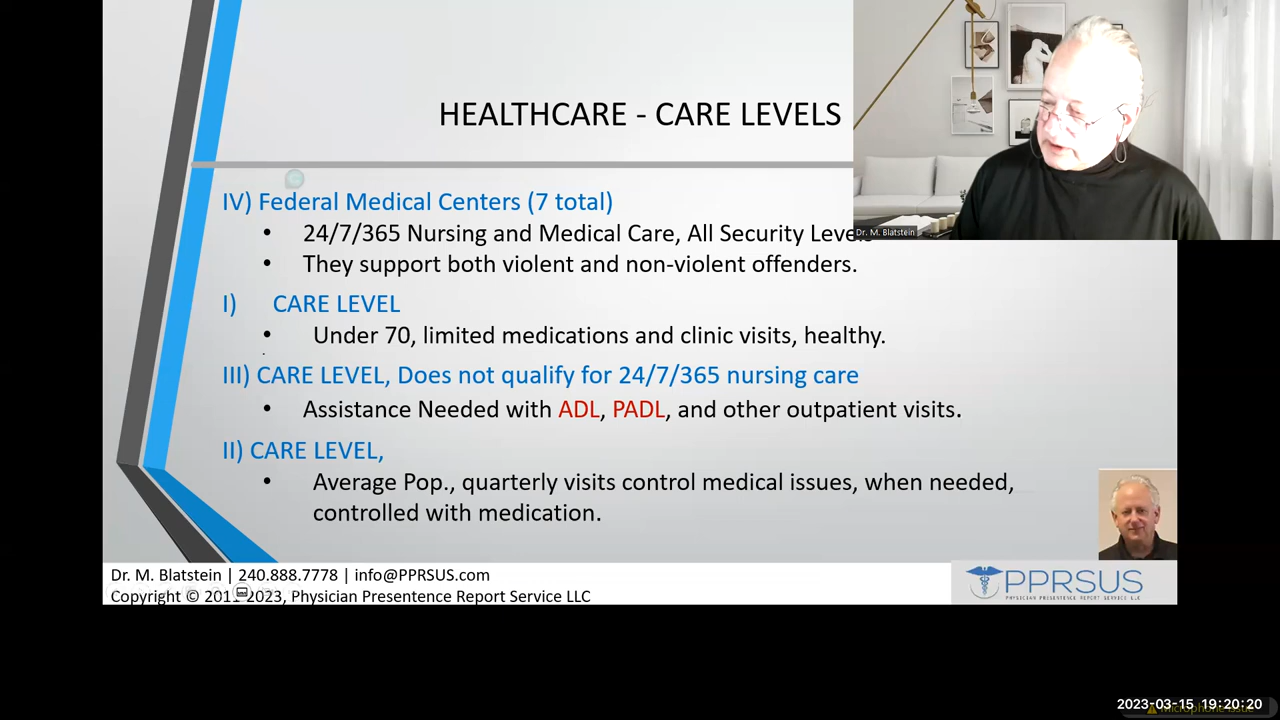 HEALTHCARE - CARE LEVELS
IV) Federal Medical Centers (7 total)
• 24/7/365 Nursing and Medical Care, All Security Levels
• They support both violent and non-violent offenders.
I) CARE LEVEL
• Under 70, limited medications and clinic visits, healthy.
.
III) CARE LEVEL, Does not qualify for 24/7/365 nursing care
• Assistance Needed with ADL, PADL, and other outpatient visits.
II) CARE LEVEL,
• Average Pop., quarterly visits control medical issues, when needed,
controlled with medication.
Dr. M. Blatstein
Dr. M. Blatstein | 240.888.7778 | info@PPRSUS.com
Copyright © 2011-2023, Physician Presentence Report Service LLC
PPRSUS
PHYSICIAN PRESENTENCE REPORT SERVICE LLC
2023-03-15 19:20:20
Microphone issue